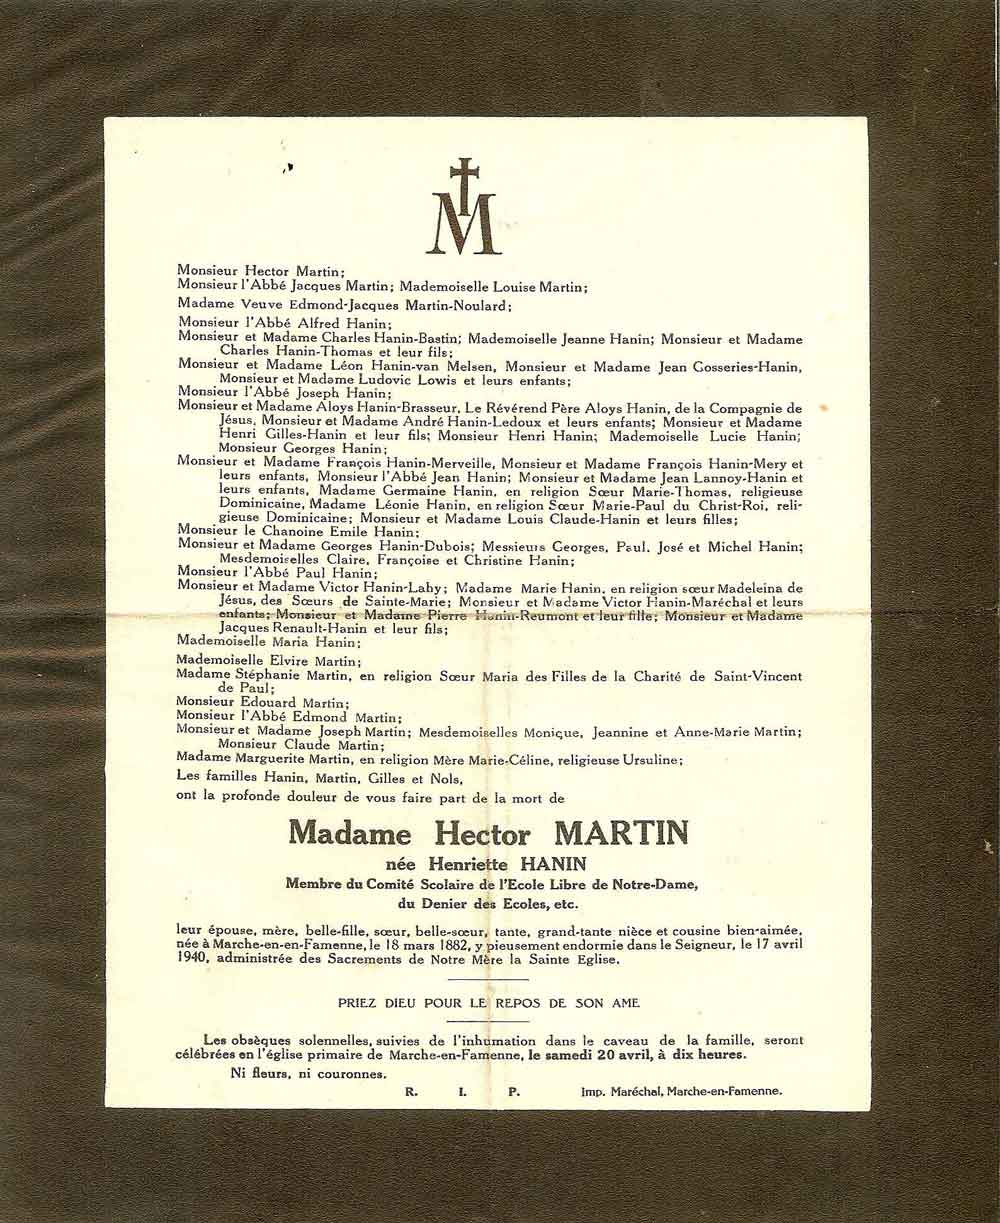 M
Monsieur Hector Martin;
Monsieur l'Abbé Jacques Martin; Mademoiselle Louise Martin;
Madame Veuve Edmond-Jacques Martin-Noulard;
Monsieur l'Abbé Alfred Hanin;
Monsieur et Madame Charles Hanin-Bastin; Mademoiselle Jeanne Hanin; Monsieur et Madame
Charles Hanin-Thomas et leur fils;
Monsieur et Madame Léon Hanin-van Melsen, Monsieur et Madame Jean Gosseries-Hanin,
Monsieur et Madame Ludovic Lowis et leurs enfants;
Monsieur l'Abbé Joseph Hanin;
Monsieur et Madame Aloys Hanin-Brasseur, Le Révérend Père Aloys Hanin, de la Compagnie de
Jésus, Monsieur et Madame André Hanin-Ledoux et leurs enfants; Monsieur et Madame
Henri Gilles-Hanin et leur fils; Monsieur Henri Hanin; Mademoiselle Lucie Hanin;
Monsieur Georges Hanin;
Monsieur et Madame François Hanin-Merveille, Monsieur et Madame François Hanin-Mery et
leurs enfants, Monsieur l'Abbé Jean Hanin; Monsieur et Madame Jean Lannoy-Hanin et
leurs enfants, Madame Germaine Hanin, en religion Sœur Marie-Thomas, religieuse
Dominicaine, Madame Léonie Hanin, en religion Sœur Marie-Paul du Christ-Roi, reli-
gieuse Dominicaine; Monsieur et Madame Louis Claude-Hanin et leurs filles;
Monsieur le Chanoine Emile Hanin;
Monsieur et Madame Georges Hanin-Dubois; Messieurs Georges, Paul, José et Michel Hanin;
Mesdemoiselles Claire, Françoise et Christine Hanin;
Monsieur l'Abbé Paul Hanin;
Monsieur et Madame Victor Hanin-Lahy; Madame Marie Hanin, en religion sœur Madeleina de
Jésus, des Sœurs de Sainte-Marie; Monsieur et Madame Victor Hanin-Maréchal et leurs
enfants; Monsieur et Madame Pierre Hanin-Reumont et leur fille; Monsieur et Madame
Jacques Renault-Hanin et leur fils;
Mademoiselle Maria Hanin;
Mademoiselle Elvire Martin;
Madame Stéphanie Martin, en religion Sœur Maria des Filles de la Charité de Saint-Vincent
de Paul;
Monsieur Edouard Martin;
Monsieur l'Abbé Edmond Martin;
Monsieur et Madame Joseph Martin; Mesdemoiselles Monique, Jeannine et Anne-Marie Martin;
Monsieur Claude Martin;
Madame Marguerite Martin, en religion Mère Marie-Céline, religieuse Ursuline;
Les familles Hanin, Martin, Gilles et Nols,
ont la profonde douleur de vous faire part de la mort de
Madame Hector MARTIN
née Henriette HANIN
Membre du Comité Scolaire de l'Ecole Libre de Notre-Dame,
du Denier des Ecoles, etc.
leur épouse, mère, belle-fille, sœur, belle-sœur, tante, grand-tante nièce et cousine bien-aimée,
née à Marche-en-en-Famenne, le 18 mars 1882, y pieusement endormie dans le Seigneur, le 17 avril
1940, administrée des Sacrements de Notre Mère la Sainte Eglise.
PRIEZ DIEU POUR LE REPOS DE SON AME
Les obsèques solennelles, suivies de l'inhumation dans le caveau de la famille, seront
célébrées en l'église primaire de Marche-en-Famenne, le samedi 20 avril, à dix heures.
Ni fleurs, ni couronnes.
R. I. P. Imp. Maréchal, Marche-en-Famenne.